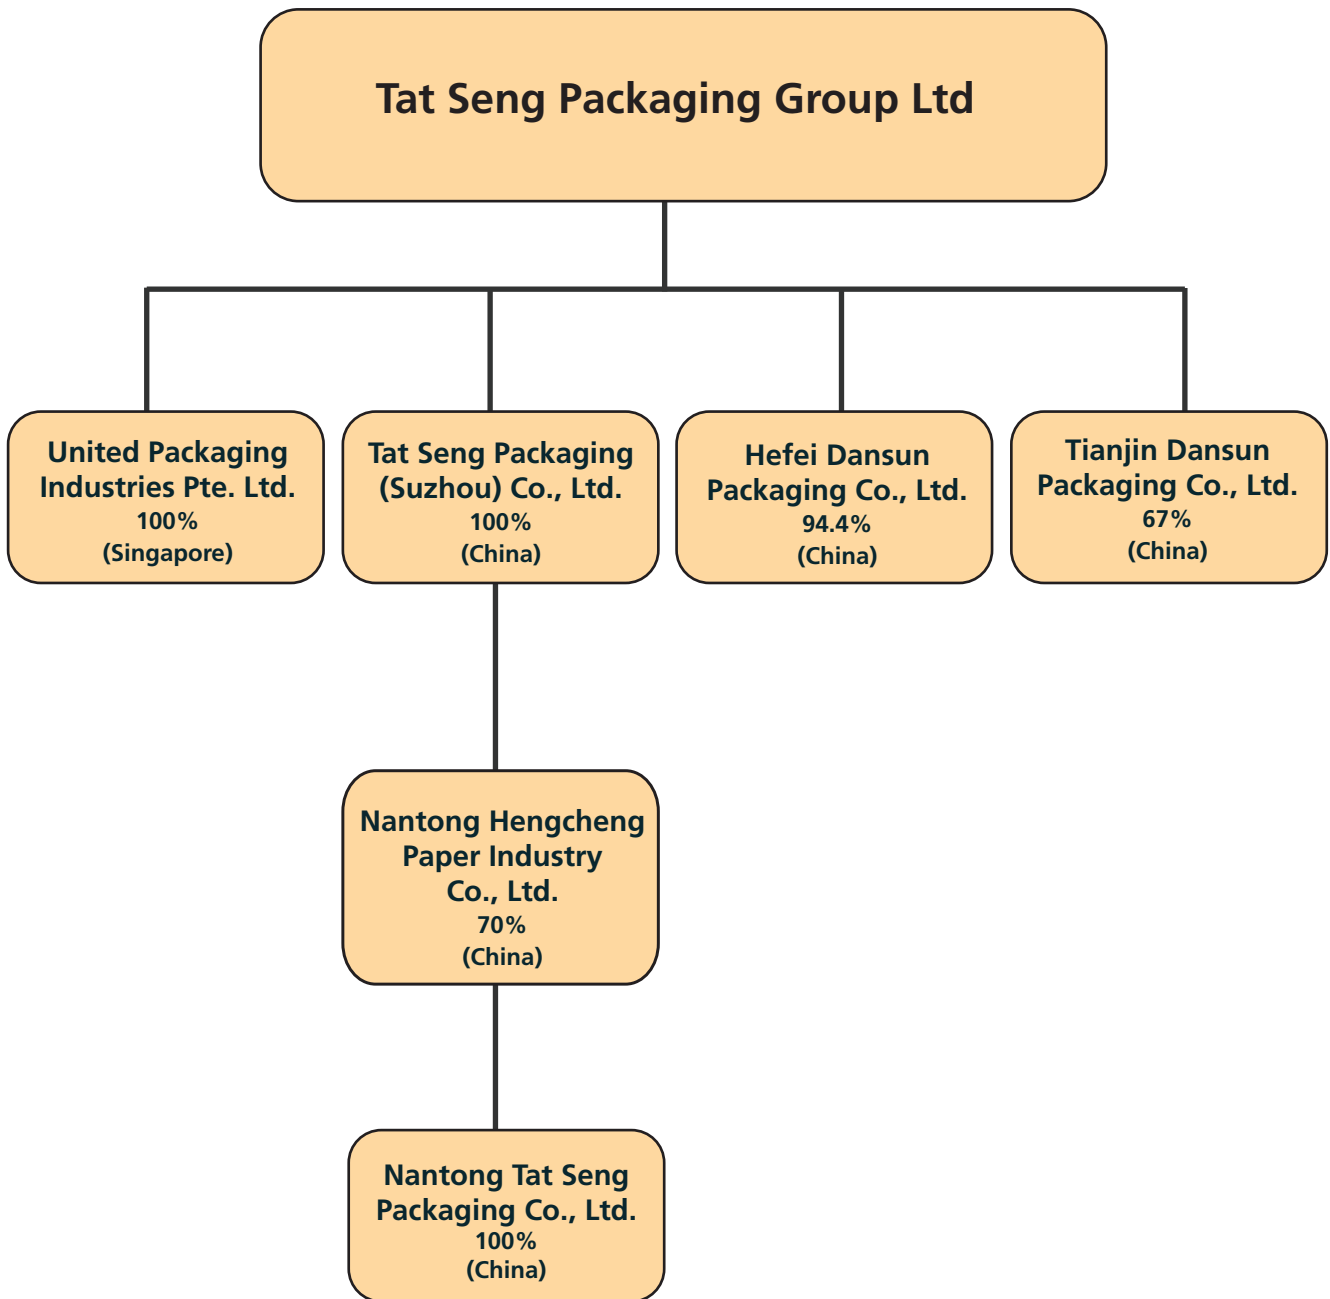 Tat Seng Packaging Group Ltd
United Packaging
Industries Pte. Ltd.
100%
(Singapore)
Tat Seng Packaging
(Suzhou) Co., Ltd.
100%
(China)
Hefei Dansun
Packaging Co., Ltd.
94.4%
(China)
Tianjin Dansun
Packaging Co., Ltd.
67%
(China)
Nantong Hengcheng
Paper Industry
Co., Ltd.
70%
(China)
Nantong Tat Seng
Packaging Co., Ltd.
100%
(China)